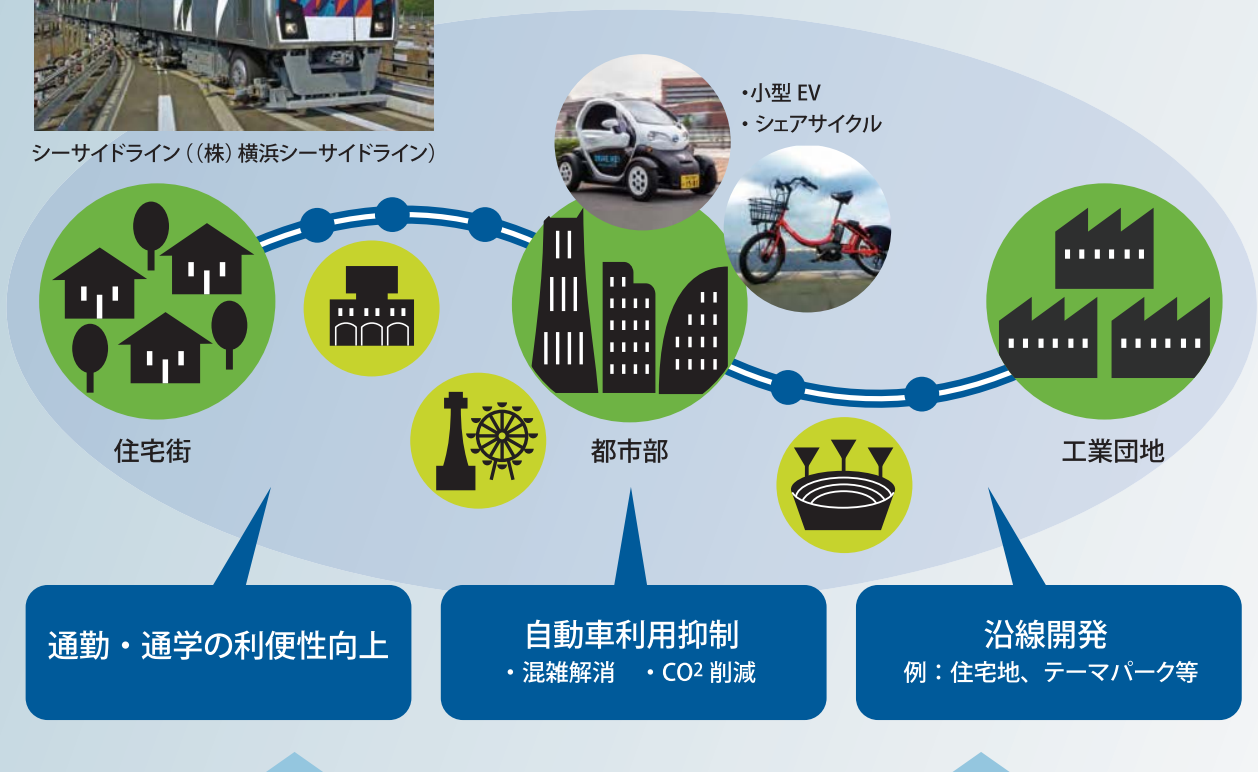 シーサイドライン（（株）横浜シーサイドライン）
・小型 EV
・シェアサイクル
住宅街
都市部
工業団地
通勤・通学の利便性向上
自動車利用抑制
・混雑解消　・CO2 削減
沿線開発
例：住宅地、テーマパーク等